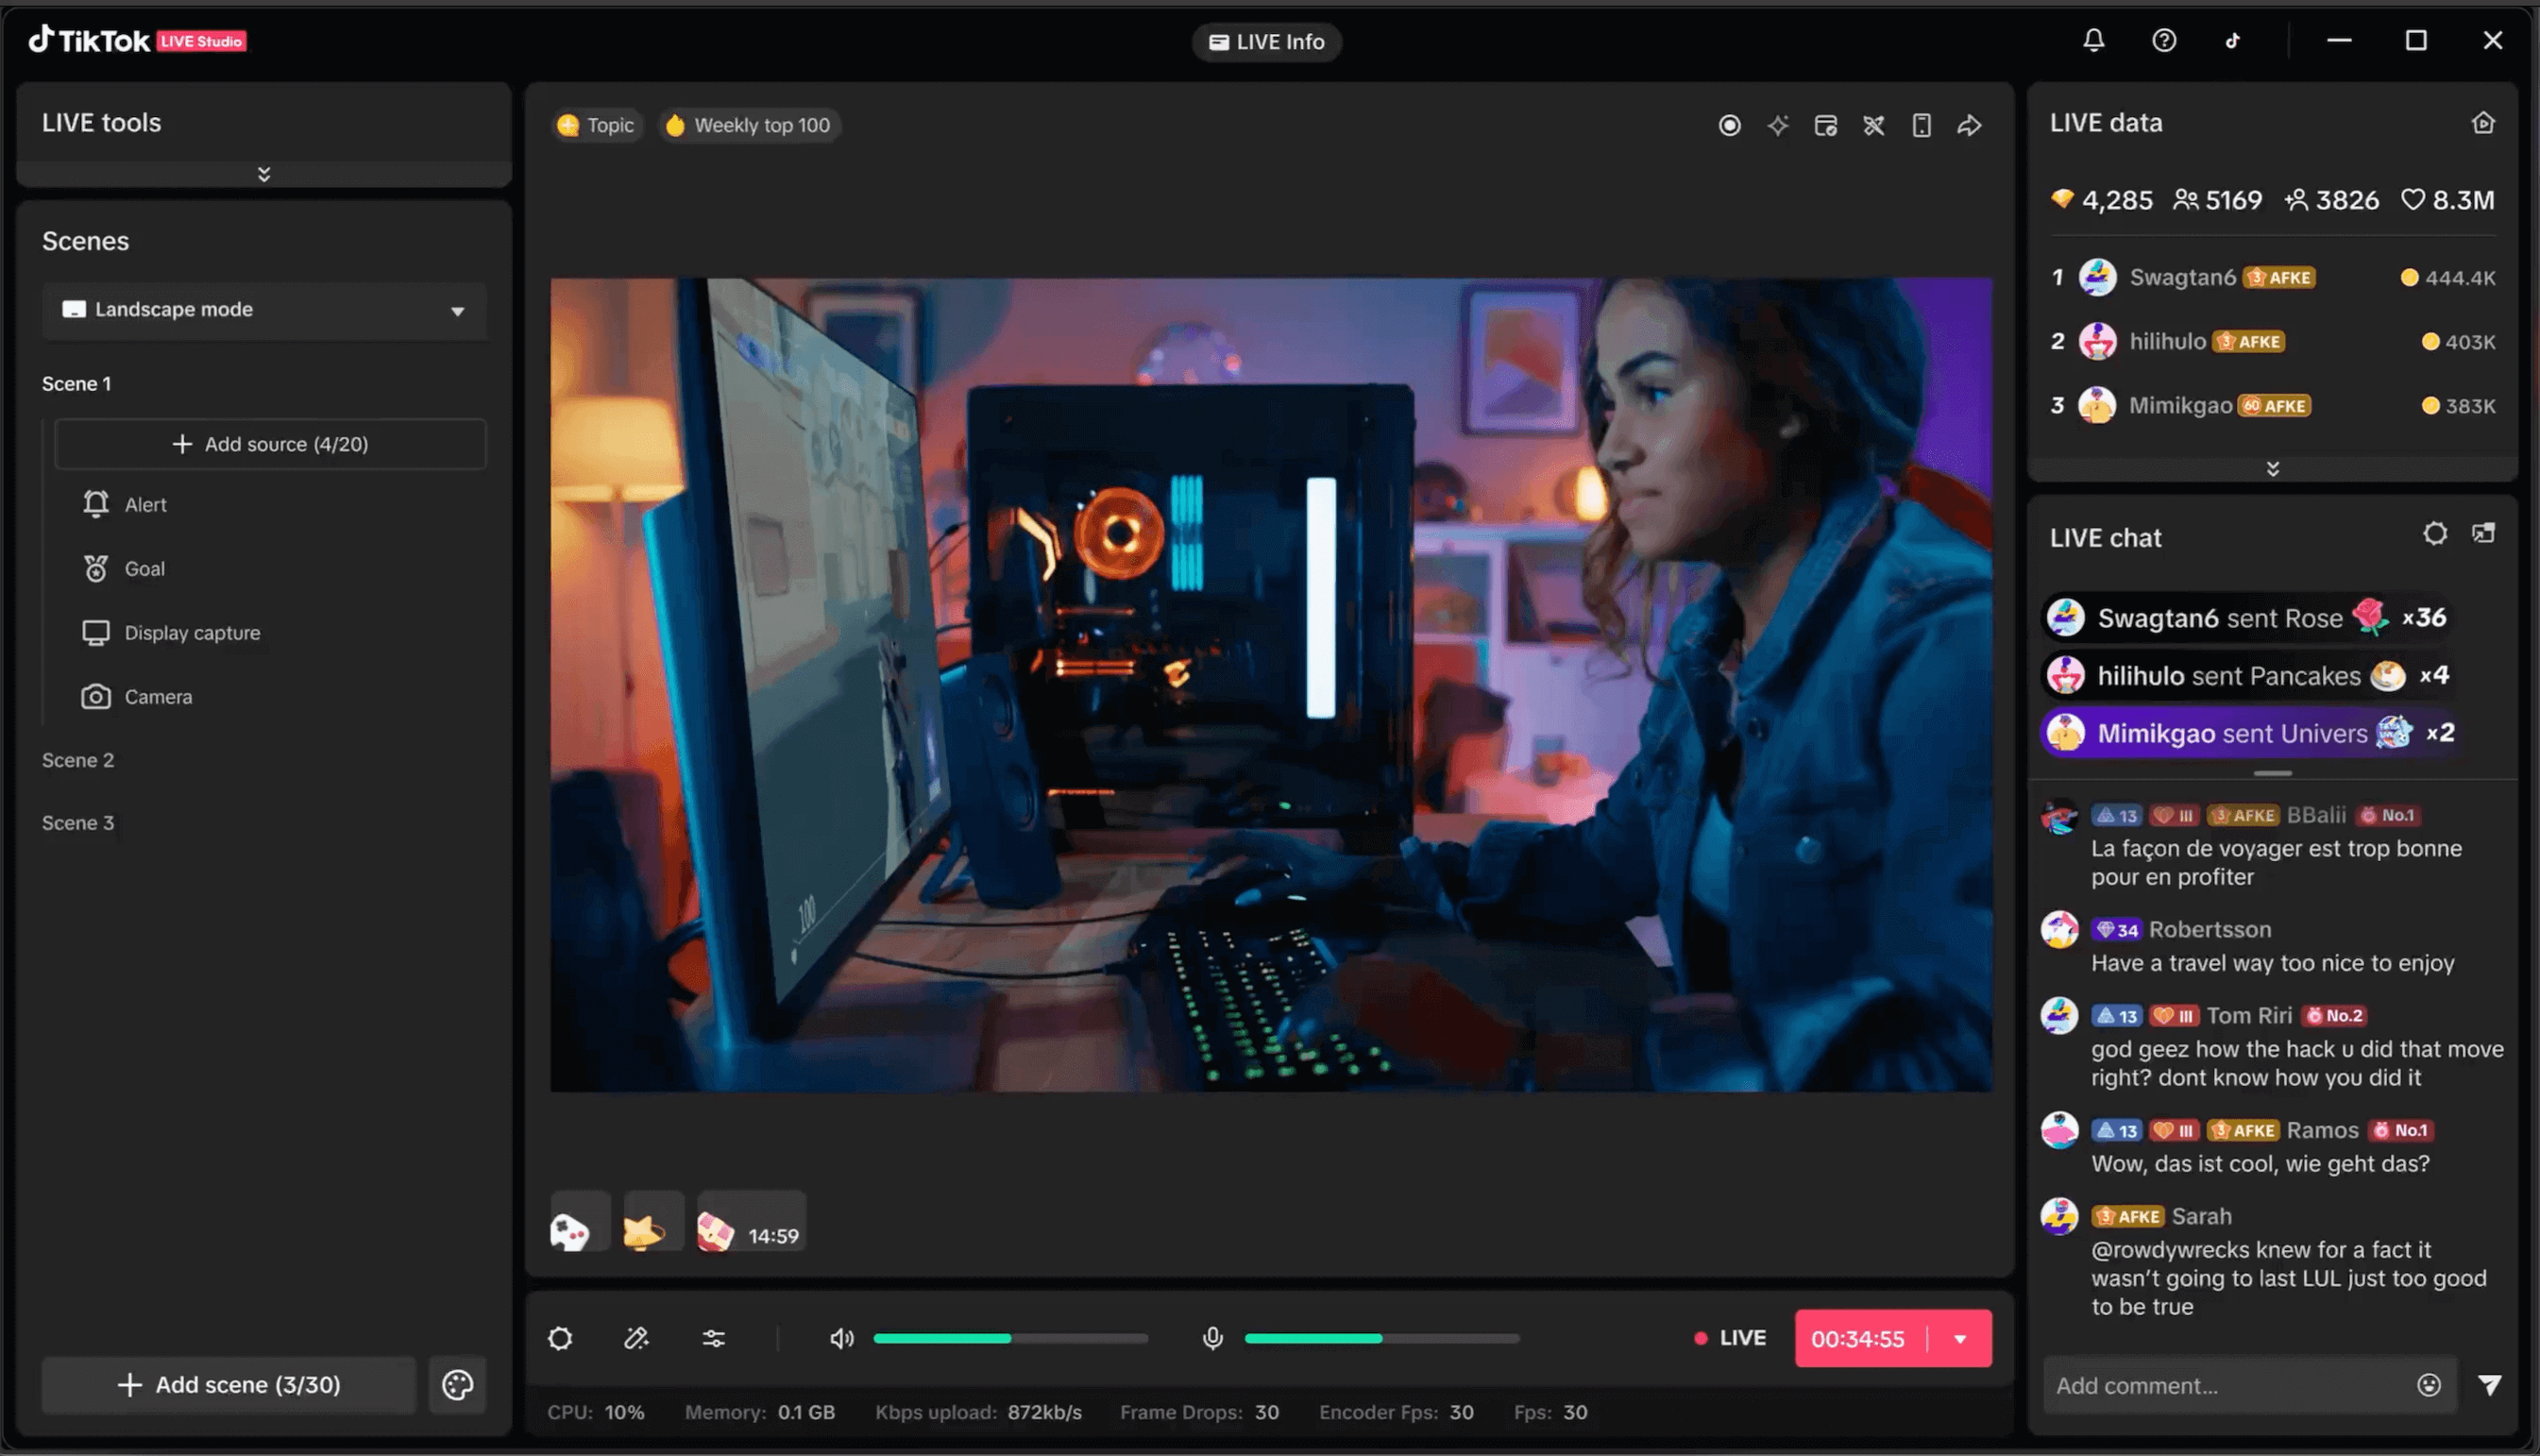 TikTok LIVE Studio
LIVE Info
LIVE tools
Scenes
Landscape mode
Scene 1
Add source (4/20)
Alert
Goal
Display capture
Camera
Scene 2
Scene 3
Add scene (3/30)
Topic
Weekly top 100
100
14:59
LIVE
00:34:55
CPU: 10% Memory: 0.1 GB Kbps upload: 872kb/s Frame Drops: 30 Encoder Fps: 30 Fps: 30
LIVE data
4,285 5169 3826 8.3M
1 Swagtan6 3 AFKE 444.4K
2 hilihulo 3 AFKE 403K
3 Mimikgao 60 AFKE 383K
LIVE chat
Swagtan6 sent Rose x36
hilihulo sent Pancakes x4
Mimikgao sent Univers x2
13 III 3 AFKE BBalii No.1
La façon de voyager est trop bonne
pour en profiter
34 Robertsson
Have a travel way too nice to enjoy
13 III Tom Riri No.2
god geez how the hack u did that move
right? dont know how you did it
13 III 3 AFKE Ramos No.1
Wow, das ist cool, wie geht das?
3 AFKE Sarah
@rowdywrecks knew for a fact it
wasn’t going to last LUL just too good
to be true
Add comment...